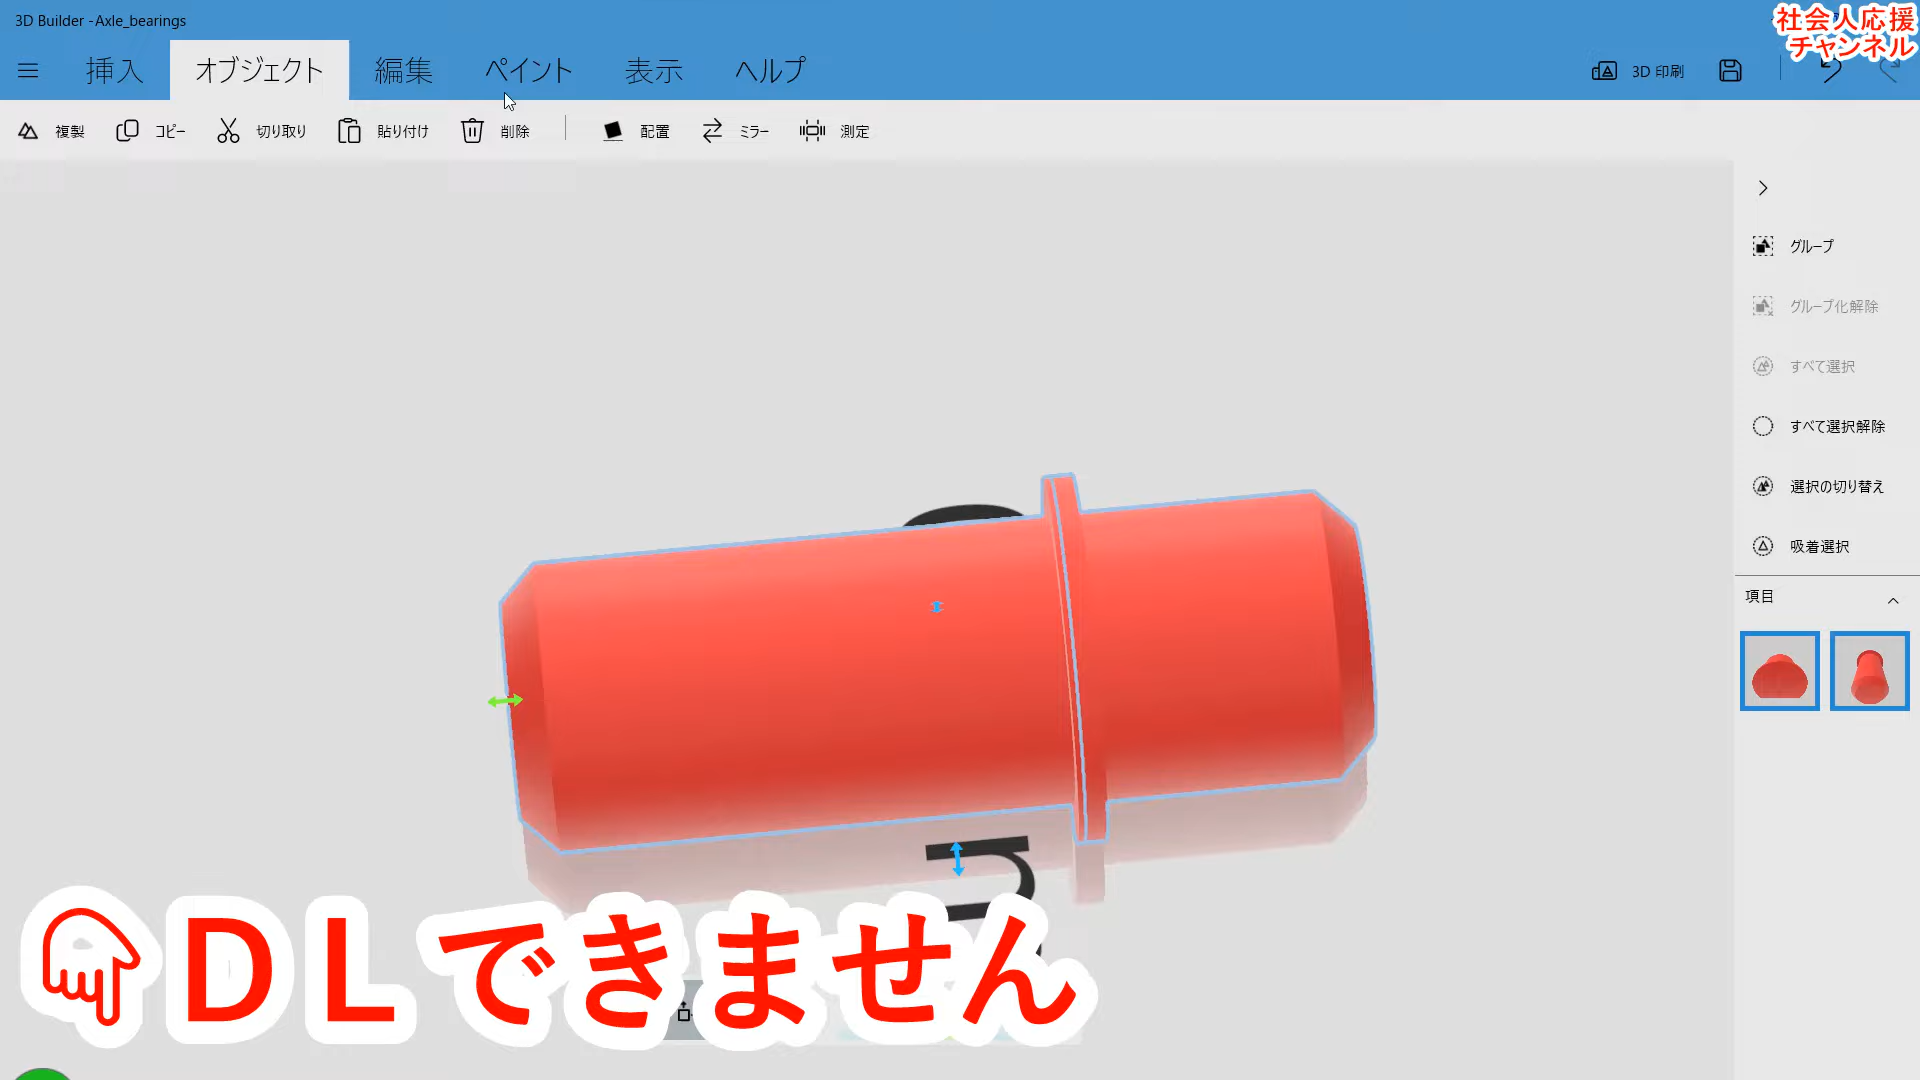 3D Builder - Axle_bearings
社会人応援
チャンネル
挿入 オブジェクト 編集 ペイント 表示 ヘルプ 3D 印刷
複製 コピー 切り取り 貼り付け 削除 配置 ミラー 測定
グループ
グループ化解除
すべて選択
すべて選択解除
選択の切り替え
吸着選択
項目
DLできません